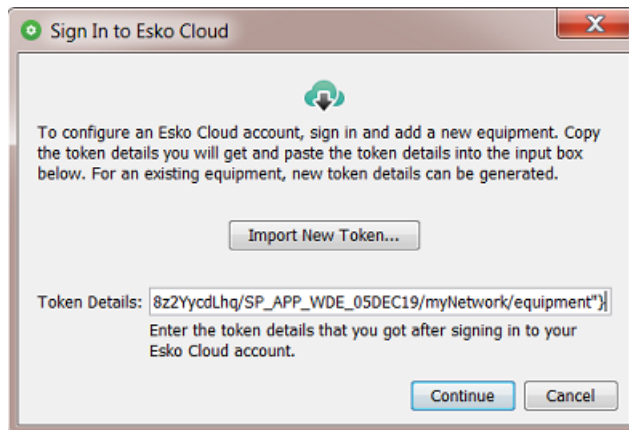 Sign In to Esko Cloud
X
To configure an Esko Cloud account, sign in and add a new equipment. Copy
the token details you will get and paste the token details into the input box
below. For an existing equipment, new token details can be generated.
Import New Token...
Token Details: 8z2YycdLhq/SP_APP_WDE_05DEC19/myNetwork/equipment"}
Enter the token details that you got after signing in to your
Esko Cloud account.
Continue Cancel